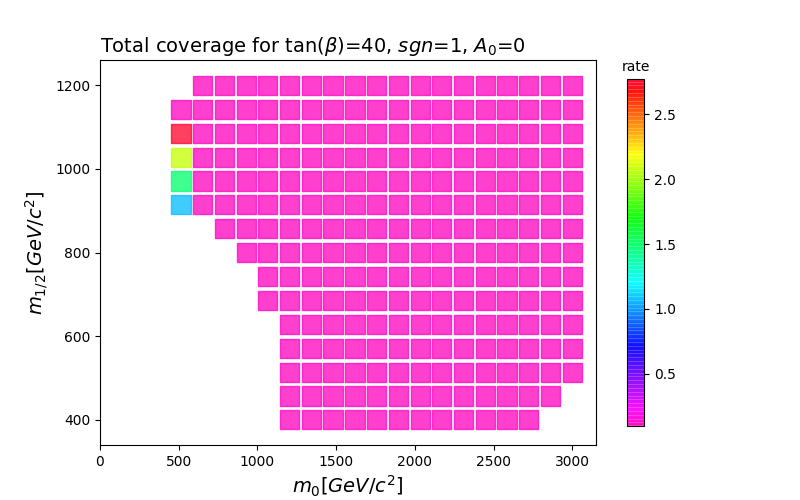 Total coverage for tan(β)=40, sgn=1, A₀=0
rate
1200
1000
800
600
400
m₁/₂[GeV/c²]
2.5
2.0
1.5
1.0
0.5
0 500 1000 1500 2000 2500 3000
m₀[GeV/c²]